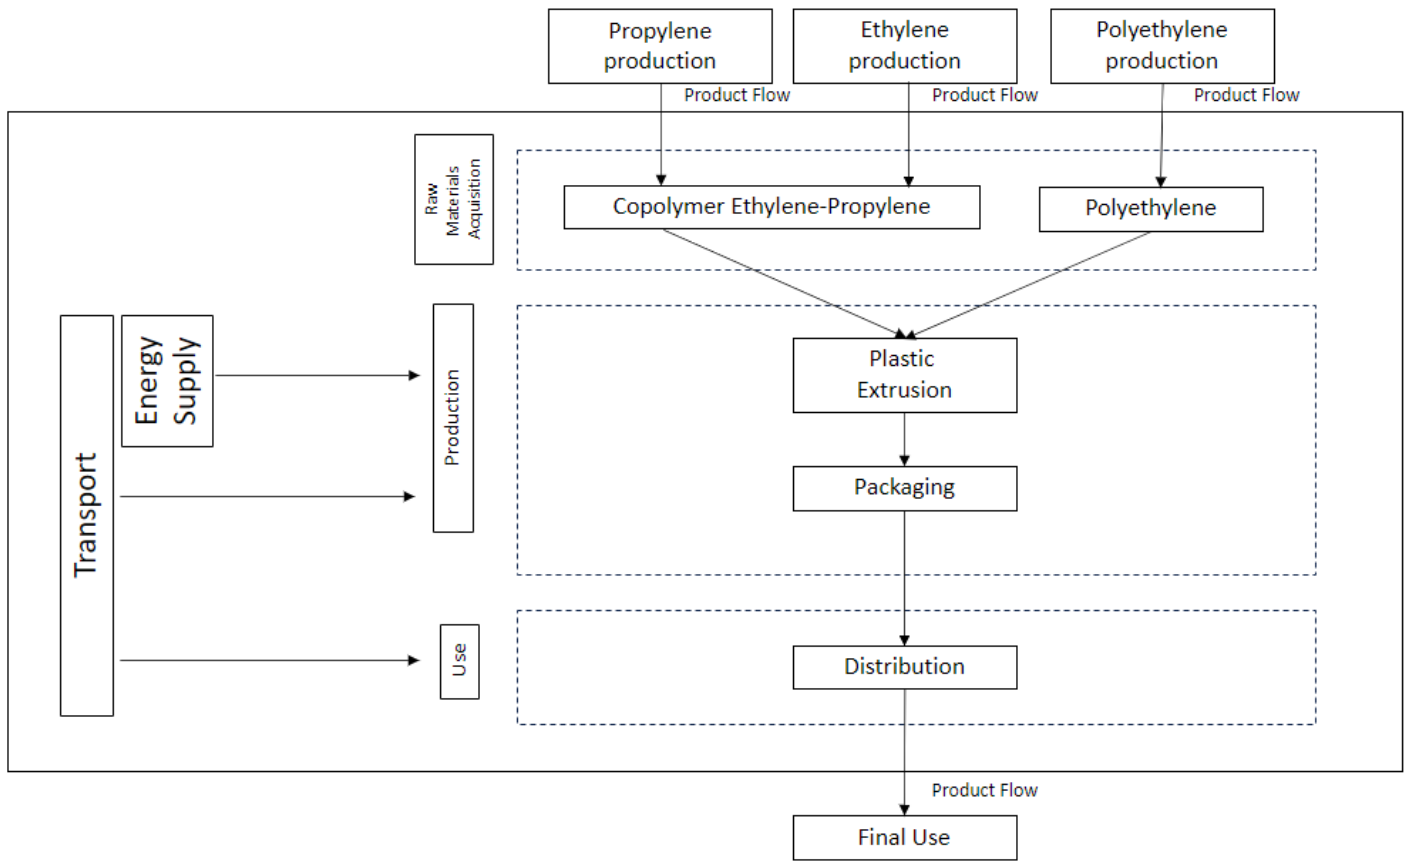 Propylene
production
Ethylene
production
Polyethylene
production
Product Flow
Product Flow
Product Flow
Raw
Materials
Acquisition
Copolymer Ethylene-Propylene
Polyethylene
Transport
Energy
Supply
Production
Plastic
Extrusion
Packaging
Use
Distribution
Product Flow
Final Use